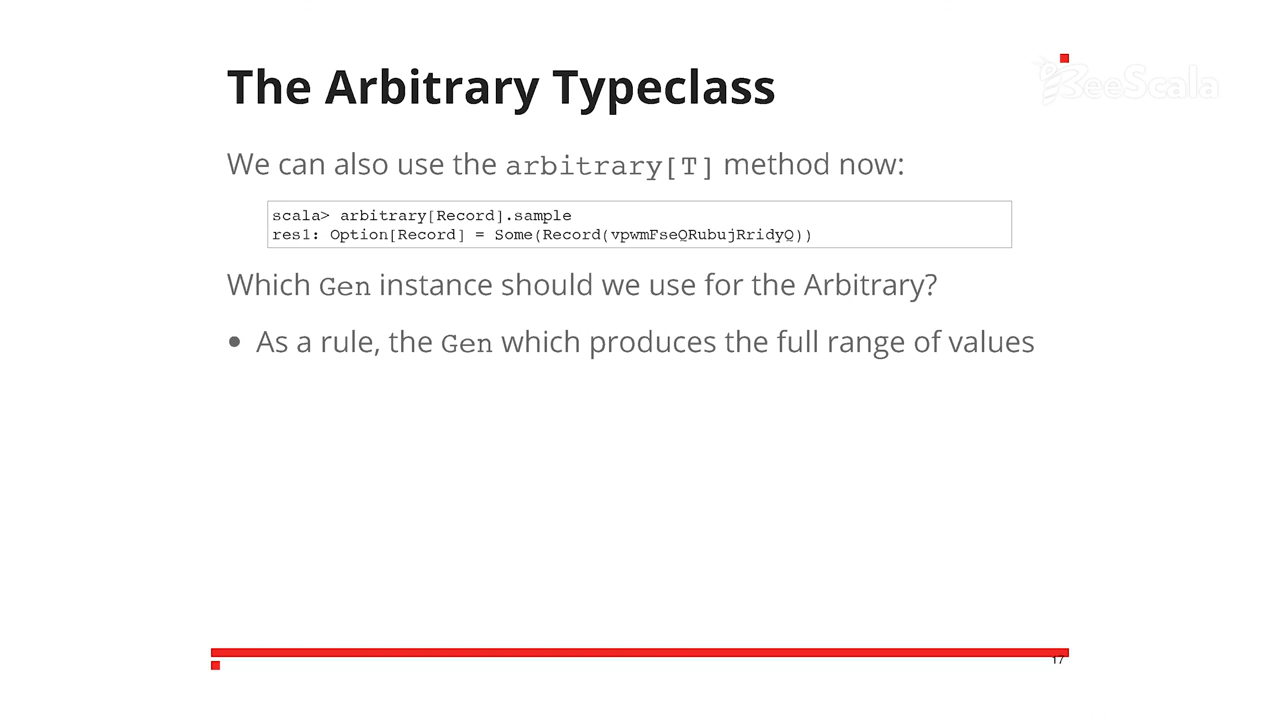 The Arbitrary Typeclass
BeeScala
We can also use the arbitrary[T] method now:
scala> arbitrary[Record].sample
res1: Option[Record] = Some(Record(vpwmFseQRubujRridyQ))
Which Gen instance should we use for the Arbitrary?
• As a rule, the Gen which produces the full range of values
17